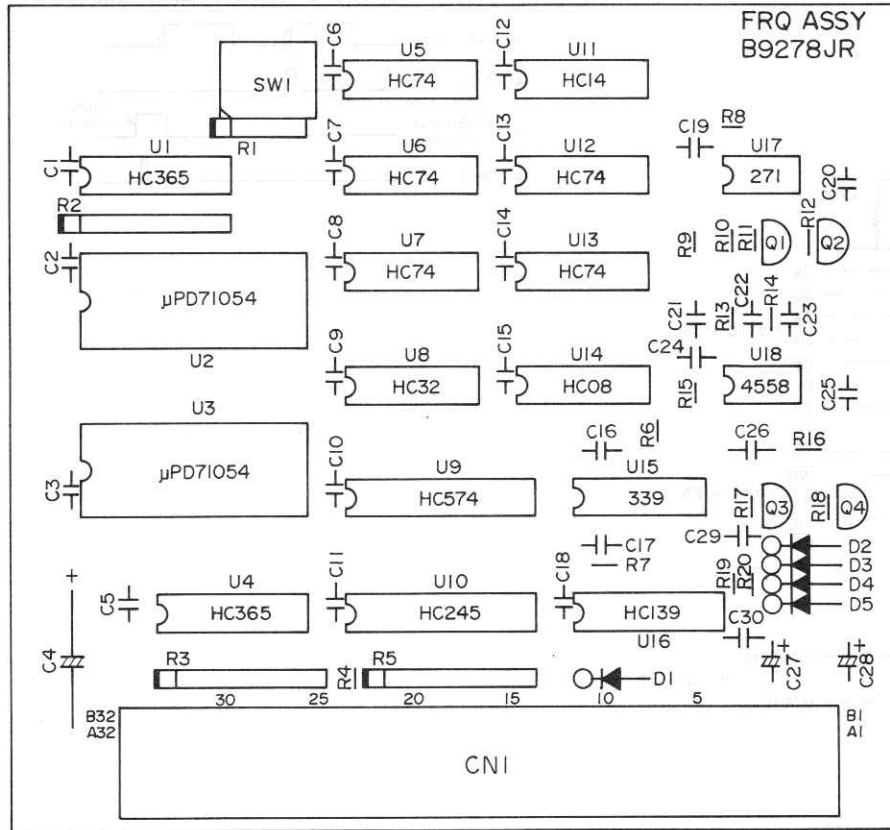 FRQ ASSY
B9278JR
C6
U5
C12
U11
SW1
HC74
HC14
R1
C7
U6
C13
U12
C19
R8
U17
C1
U1
HC365
HC74
HC74
271
C20
R2
C8
U7
C14
U13
R9
R10
R11
Q1
R12
Q2
C2
µPD71054
HC74
HC74
U2
C21
R13
C22
R14
C23
C9
U8
C15
U14
C24
U18
HC32
HC08
R15
4558
C25
U3
C16
R6
C26
R16
C3
µPD71054
C10
U9
U15
HC574
339
R17
Q3
R18
Q4
C29
C17
R7
D2
D3
D4
D5
+
C5
U4
C11
U10
C18
R19
R20
HC365
HC245
HC139
U16
C30
C4
R3
R4
R5
D1
+
C27
+
C28
30
25
20
15
10
5
B32
A32
B1
A1
CN1